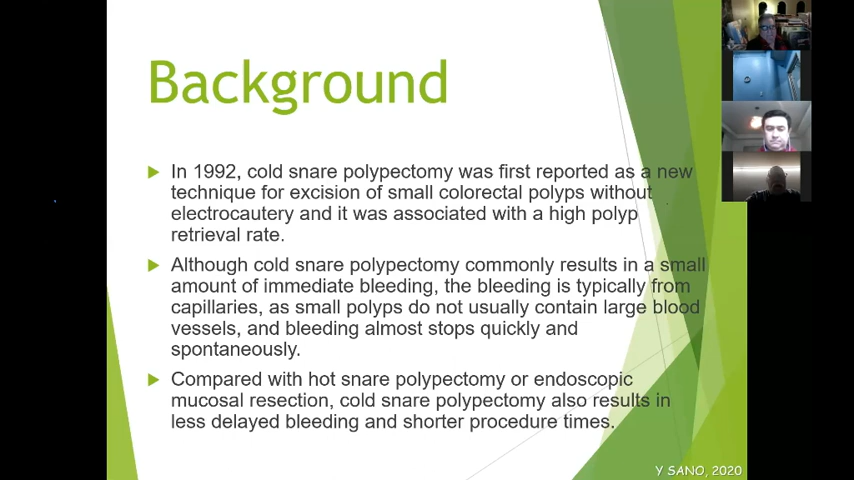 Background
In 1992, cold snare polypectomy was first reported as a new
technique for excision of small colorectal polyps without
electrocautery and it was associated with a high polyp
retrieval rate.
Although cold snare polypectomy commonly results in a small
amount of immediate bleeding, the bleeding is typically from
capillaries, as small polyps do not usually contain large blood
vessels, and bleeding almost stops quickly and
spontaneously.
Compared with hot snare polypectomy or endoscopic
mucosal resection, cold snare polypectomy also results in
less delayed bleeding and shorter procedure times.
Y SANO, 2020